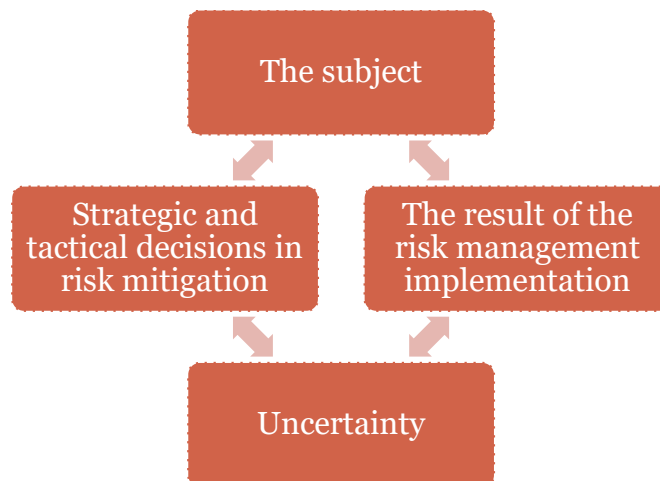 The subject
Strategic and
tactical decisions in
risk mitigation
The result of the
risk management
implementation
Uncertainty